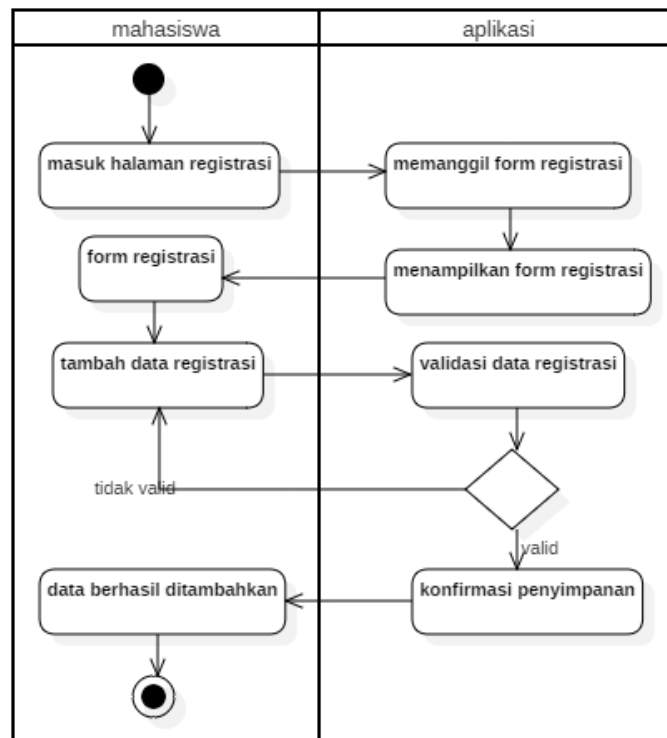 mahasiswa
aplikasi
masuk halaman registrasi
memanggil form registrasi
form registrasi
menampilkan form registrasi
tambah data registrasi
validasi data registrasi
tidak valid
valid
data berhasil ditambahkan
konfirmasi penyimpanan